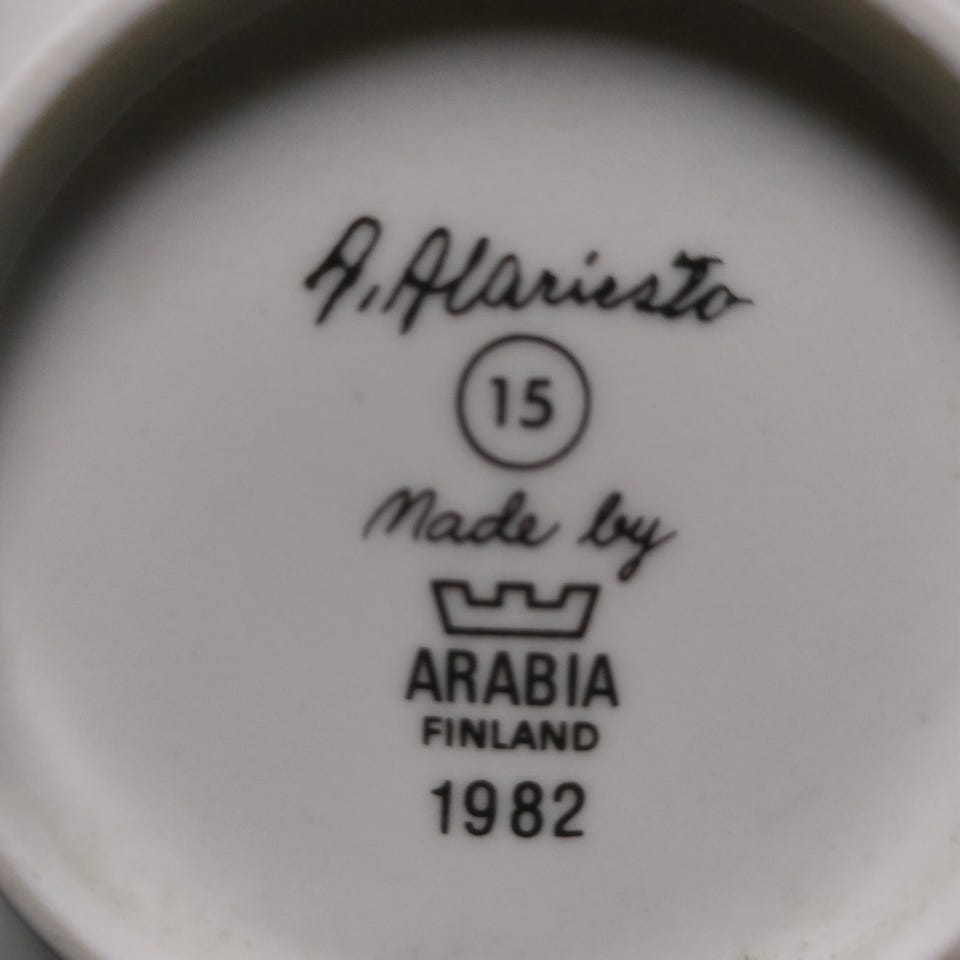 A. Alariesto
15
Made by
ARABIA
FINLAND
1982